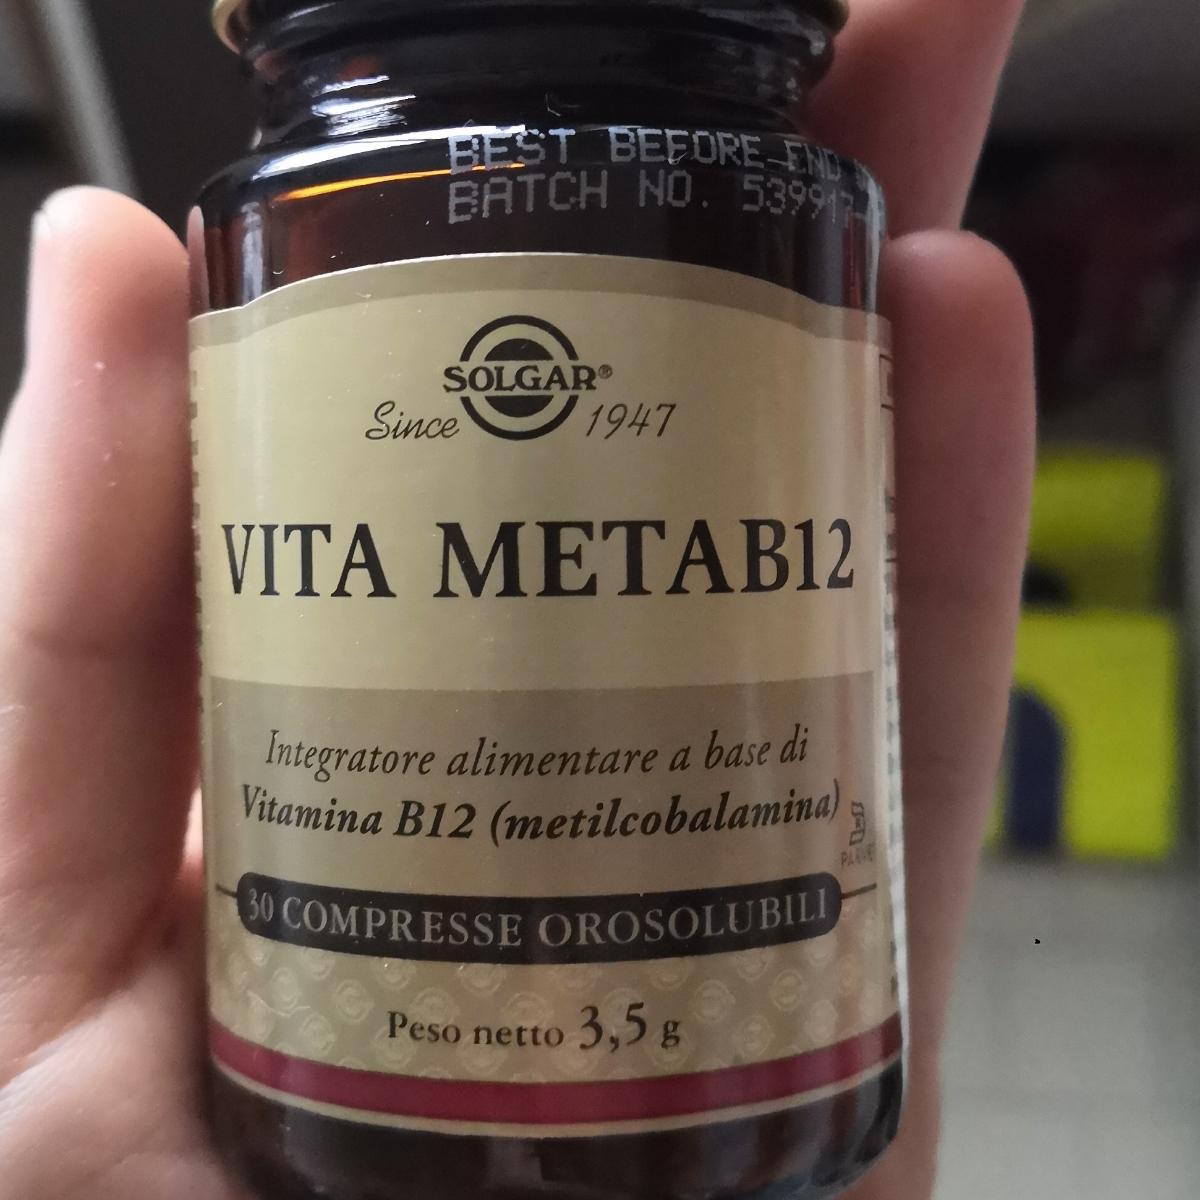 BEST BEFORE END
BATCH NO.
SOLGAR®
Since 1947
VITA METAB12
Integratore alimentare a base di
Vitamina B12 (metilcobalamina)
30 COMPRESSE OROSOLUBILI
Peso netto 3,5 g